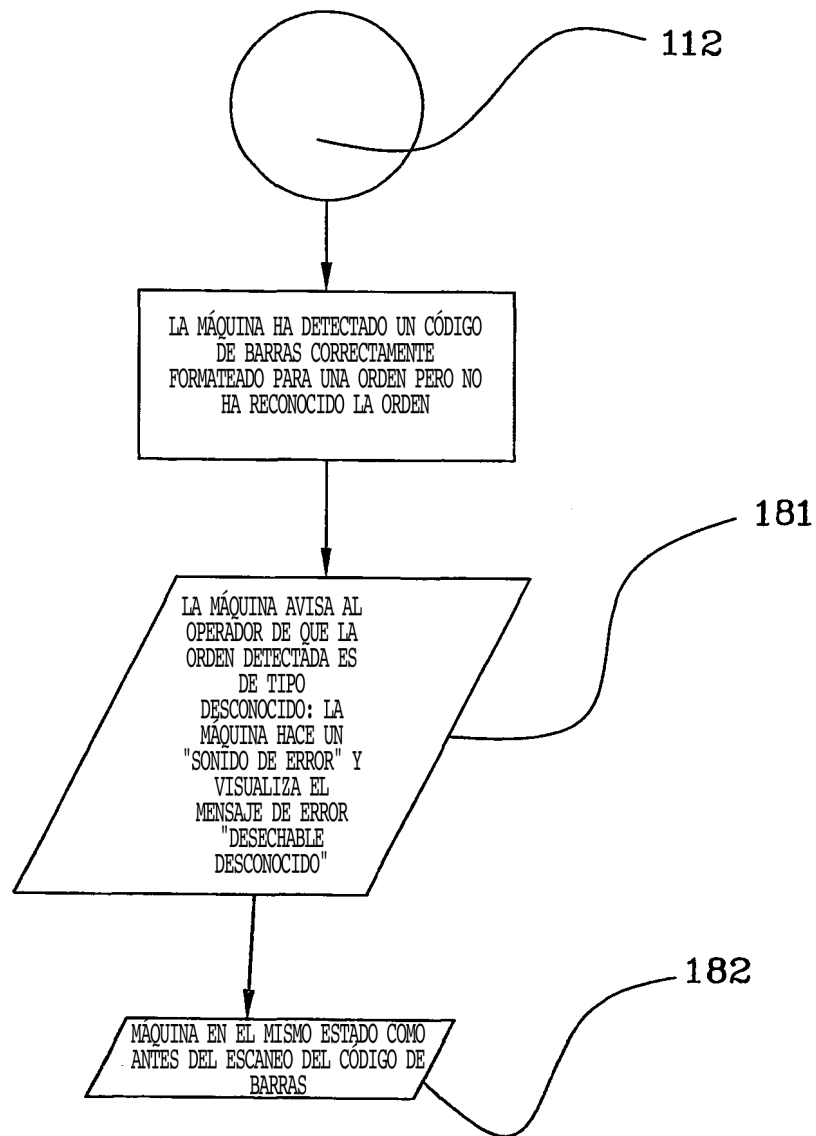 112
LA MÁQUINA HA DETECTADO UN CÓDIGO
DE BARRAS CORRECTAMENTE
FORMATEADO PARA UNA ORDEN PERO NO
HA RECONOCIDO LA ORDEN
181
LA MÁQUINA AVISA AL
OPERADOR DE QUE LA
ORDEN DETECTADA ES
DE TIPO
DESCONOCIDO: LA
MÁQUINA HACE UN
"SONIDO DE ERROR" Y
VISUALIZA EL
MENSAJE DE ERROR
"DESECHABLE
DESCONOCIDO"
182
MÁQUINA EN EL MISMO ESTADO COMO
ANTES DEL ESCANEO DEL CÓDIGO DE
BARRAS